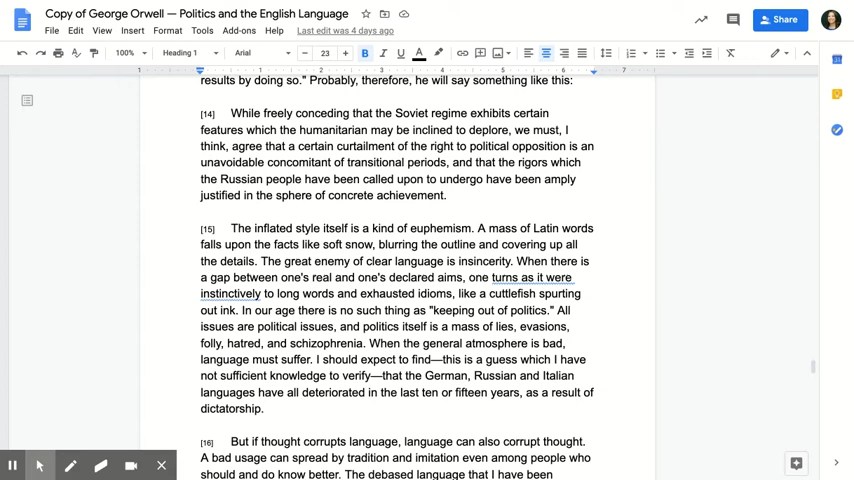 Copy of George Orwell — Politics and the English Language
File Edit View Insert Format Tools Add-ons Help Last edit was 4 days ago
Share
100% Heading 1 Arial 23 B I U A
1 1 2 3 4 5 6 7
results by doing so." Probably, therefore, he will say something like this:
[14] While freely conceding that the Soviet regime exhibits certain
features which the humanitarian may be inclined to deplore, we must, I
think, agree that a certain curtailment of the right to political opposition is an
unavoidable concomitant of transitional periods, and that the rigors which
the Russian people have been called upon to undergo have been amply
justified in the sphere of concrete achievement.
[15] The inflated style itself is a kind of euphemism. A mass of Latin words
falls upon the facts like soft snow, blurring the outline and covering up all
the details. The great enemy of clear language is insincerity. When there is
a gap between one's real and one's declared aims, one turns as it were
instinctively to long words and exhausted idioms, like a cuttlefish spurting
out ink. In our age there is no such thing as "keeping out of politics." All
issues are political issues, and politics itself is a mass of lies, evasions,
folly, hatred, and schizophrenia. When the general atmosphere is bad,
language must suffer. I should expect to find—this is a guess which I have
not sufficient knowledge to verify—that the German, Russian and Italian
languages have all deteriorated in the last ten or fifteen years, as a result of
dictatorship.
[16] But if thought corrupts language, language can also corrupt thought.
A bad usage can spread by tradition and imitation even among people who
should and do know better. The debased language that I have been